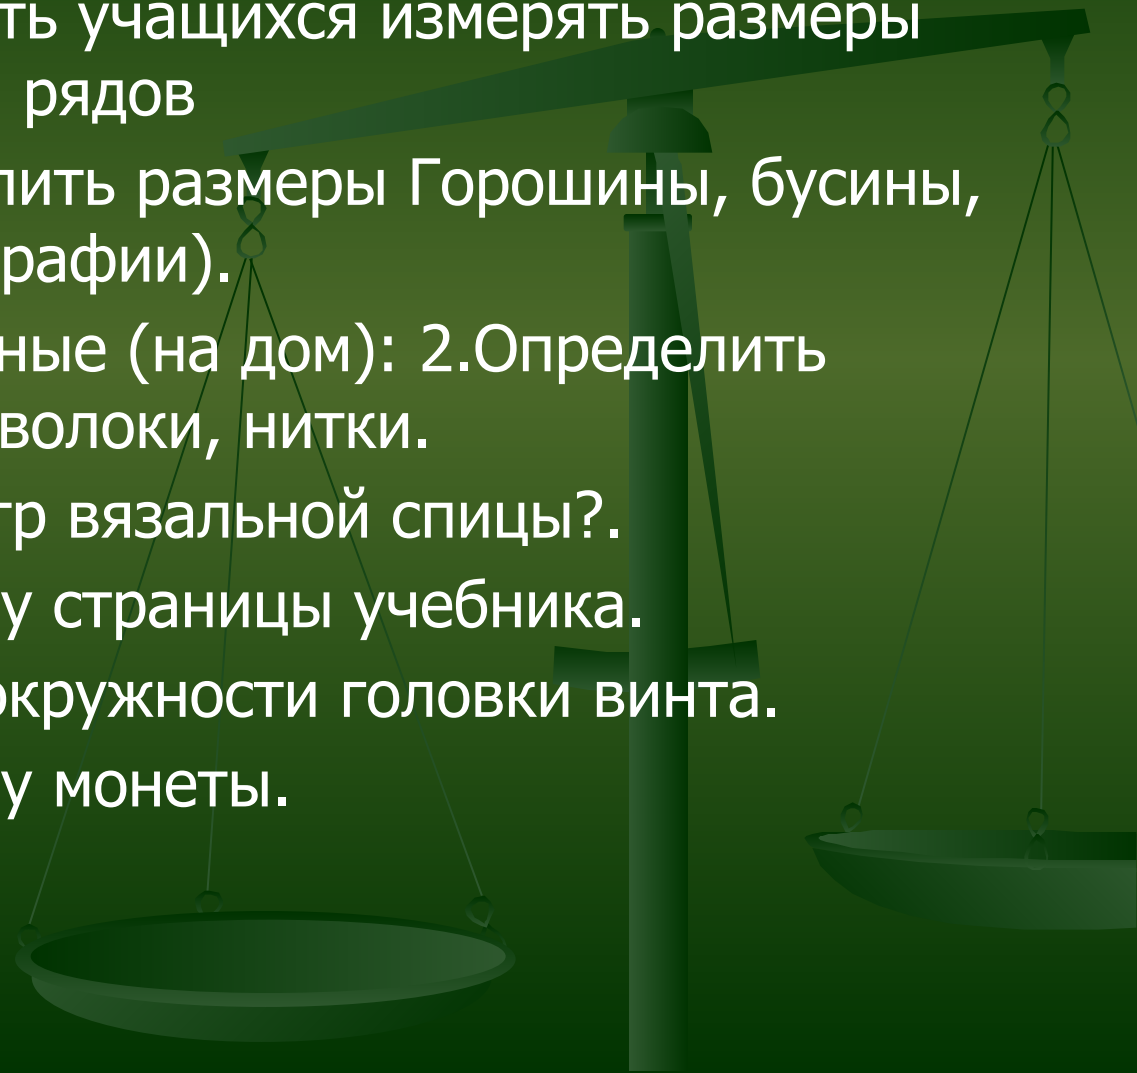 ть учащихся измерять размеры
рядов
лить размеры Горошины, бусины,
рафии).
ные (на дом): 2.Определить
волоки, нитки.
тр вязальной спицы?.
у страницы учебника.
окружности головки винта.
у монеты.